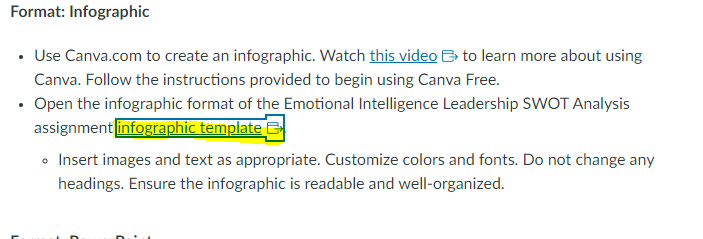 Format: Infographic
• Use Canva.com to create an infographic. Watch this video to learn more about using
Canva. Follow the instructions provided to begin using Canva Free.
• Open the infographic format of the Emotional Intelligence Leadership SWOT Analysis
assignment infographic template.
◦ Insert images and text as appropriate. Customize colors and fonts. Do not change any
headings. Ensure the infographic is readable and well-organized.